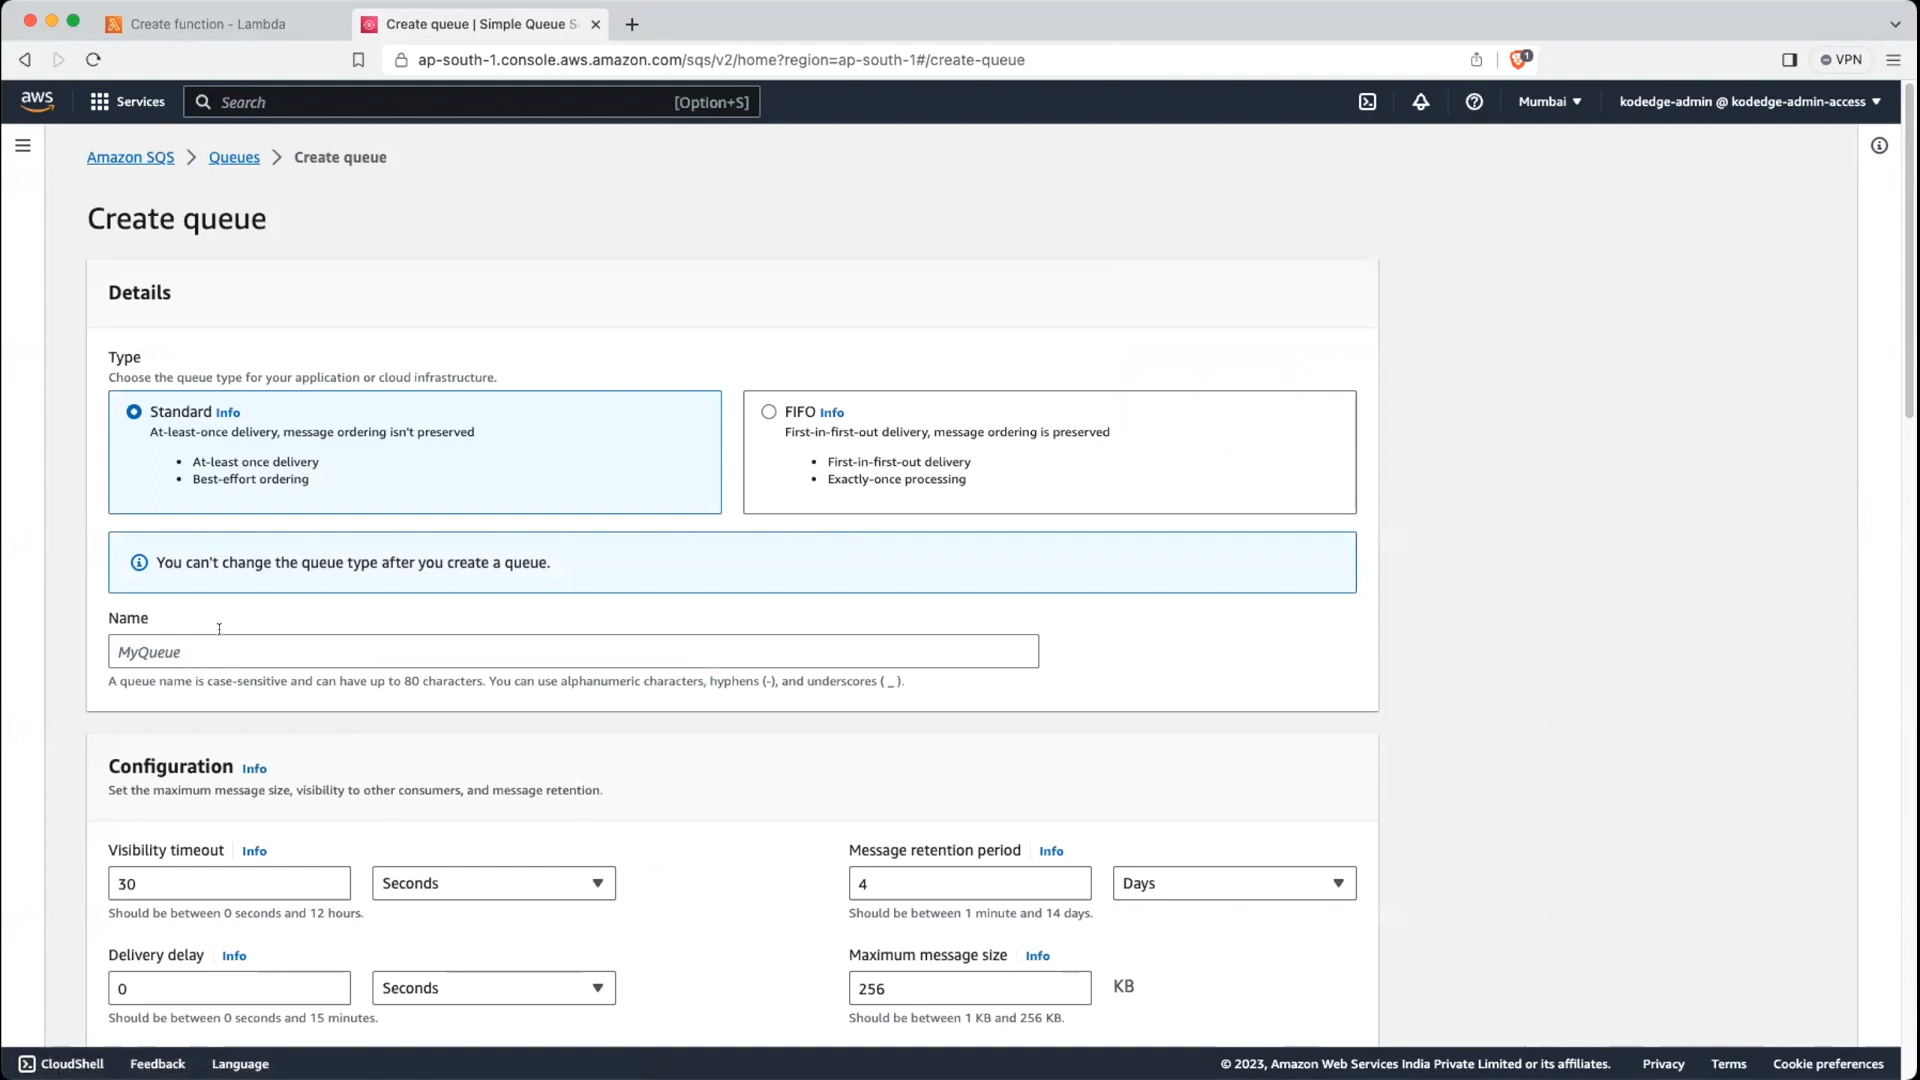 Create function - Lambda
Create queue | Simple Queue S
ap-south-1.console.aws.amazon.com/sqs/v2/home?region=ap-south-1#/create-queue
1
VPN
aws
Services
Search
[Option+S]
Mumbai
kodedge-admin @ kodedge-admin-access
Amazon SQS
Queues
Create queue
Create queue
Details
Type
Choose the queue type for your application or cloud infrastructure.
Standard Info
At-least-once delivery, message ordering isn't preserved
• At-least once delivery
• Best-effort ordering
FIFO Info
First-in-first-out delivery, message ordering is preserved
• First-in-first-out delivery
• Exactly-once processing
You can't change the queue type after you create a queue.
Name
MyQueue
A queue name is case-sensitive and can have up to 80 characters. You can use alphanumeric characters, hyphens (-), and underscores ( _ ).
Configuration Info
Set the maximum message size, visibility to other consumers, and message retention.
Visibility timeout Info
30
Seconds
Should be between 0 seconds and 12 hours.
Message retention period Info
4
Days
Should be between 1 minute and 14 days.
Delivery delay Info
0
Seconds
Should be between 0 seconds and 15 minutes.
Maximum message size Info
256
KB
Should be between 1 KB and 256 KB.
CloudShell
Feedback
Language
© 2023, Amazon Web Services India Private Limited or its affiliates.
Privacy
Terms
Cookie preferences